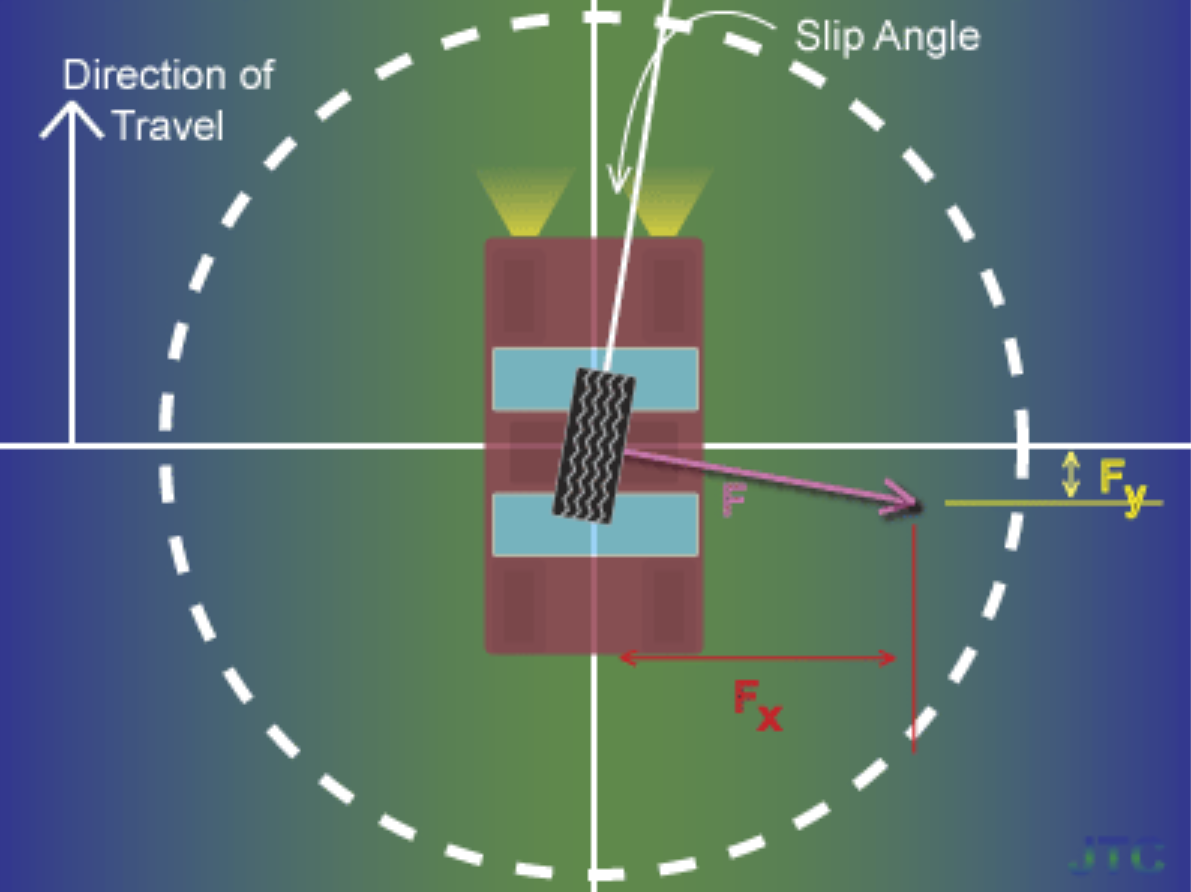 Slip Angle
Direction of
Travel
F
Fy
Fx
JTC